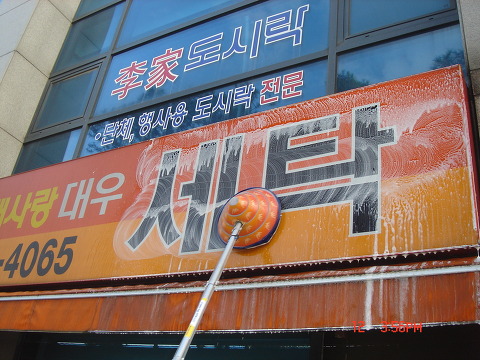 李家 도시락
•단체, 행사용 도시락 전문
사랑 대우 세탁
-4065